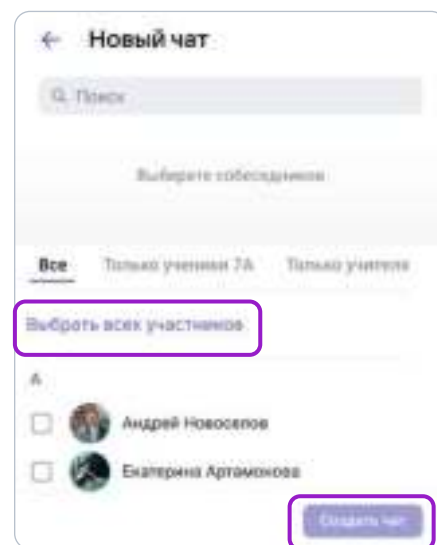 Новый чат
Поиск
Выберите собеседников
Все Только ученики 7А Только учителя
Выбрать всех участников
А
Андрей Новоселов
Екатерина Артамонова
Создать чат